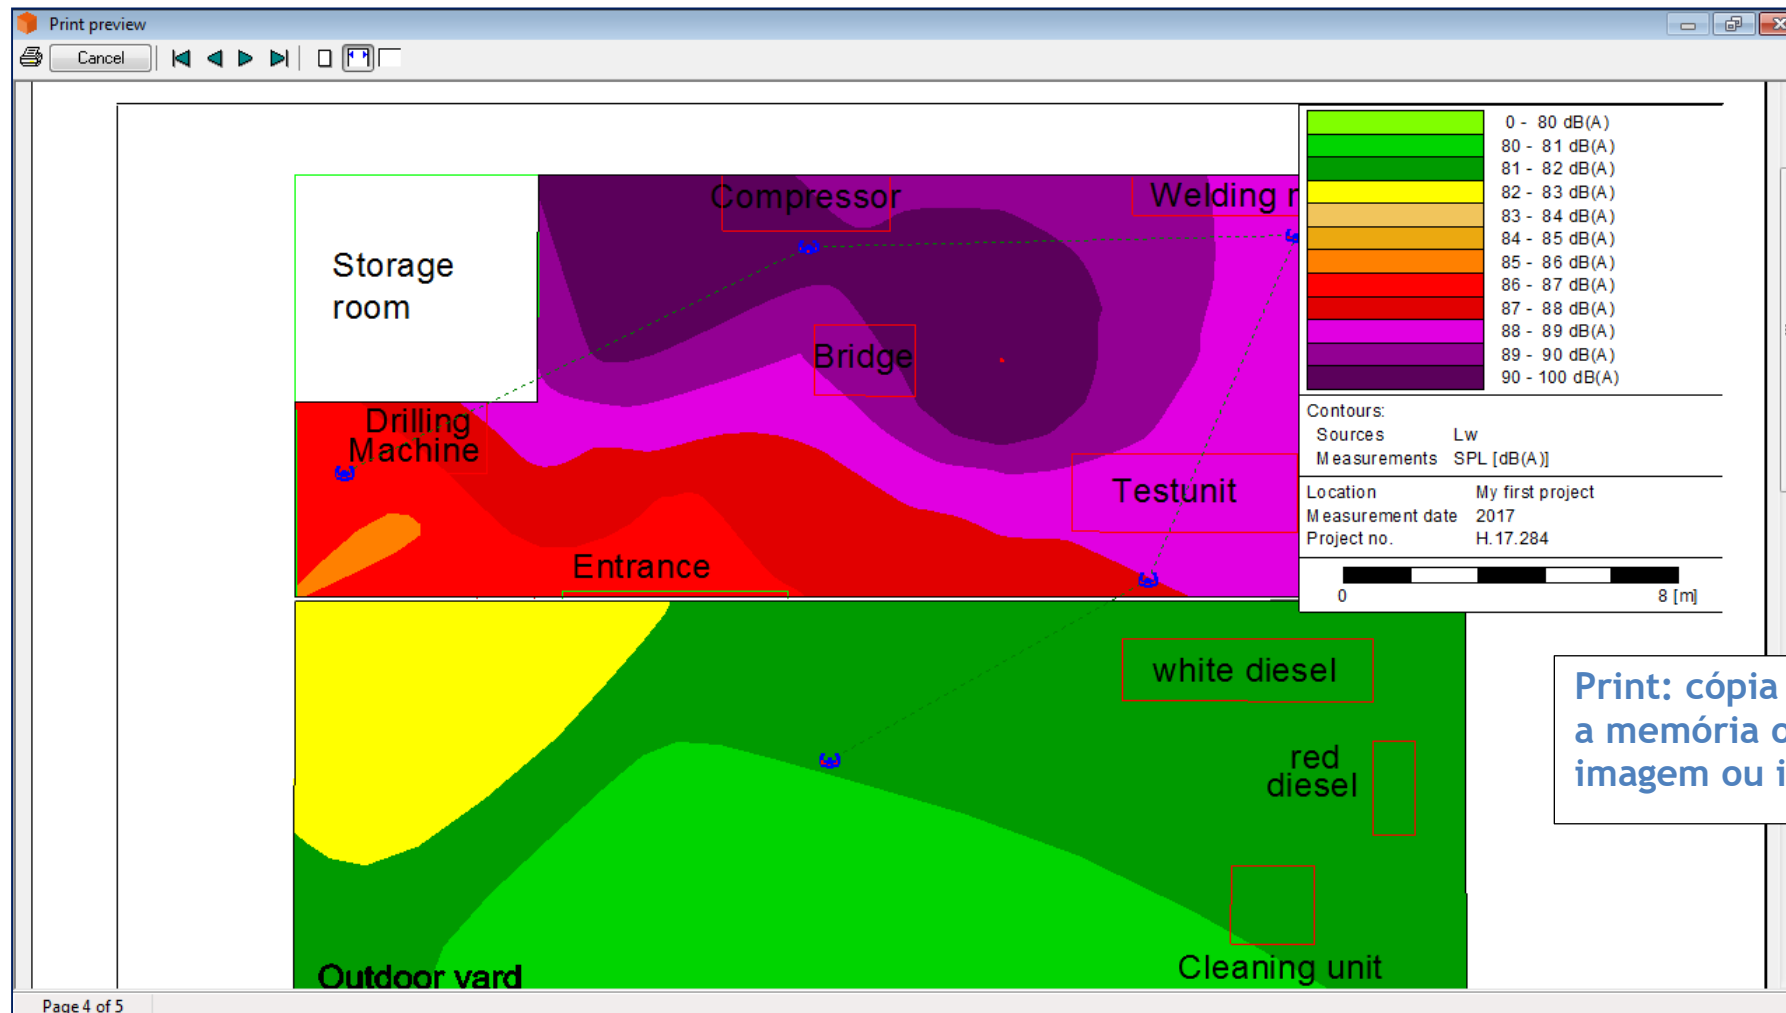 Print preview
Cancel
Compressor
Welding
Storage
room
Bridge
Drilling
Machine
Testunit
Entrance
white diesel
red
diesel
Cleaning unit
Outdoor yard
0 - 80 dB(A)
80 - 81 dB(A)
81 - 82 dB(A)
82 - 83 dB(A)
83 - 84 dB(A)
84 - 85 dB(A)
85 - 86 dB(A)
86 - 87 dB(A)
87 - 88 dB(A)
88 - 89 dB(A)
89 - 90 dB(A)
90 - 100 dB(A)
Contours:
Sources Lw
Measurements SPL [dB(A)]
Location My first project
Measurement date 2017
Project no. H.17.284
0 8 [m]
Print: cópia
a memória
imagem ou
Page 4 of 5